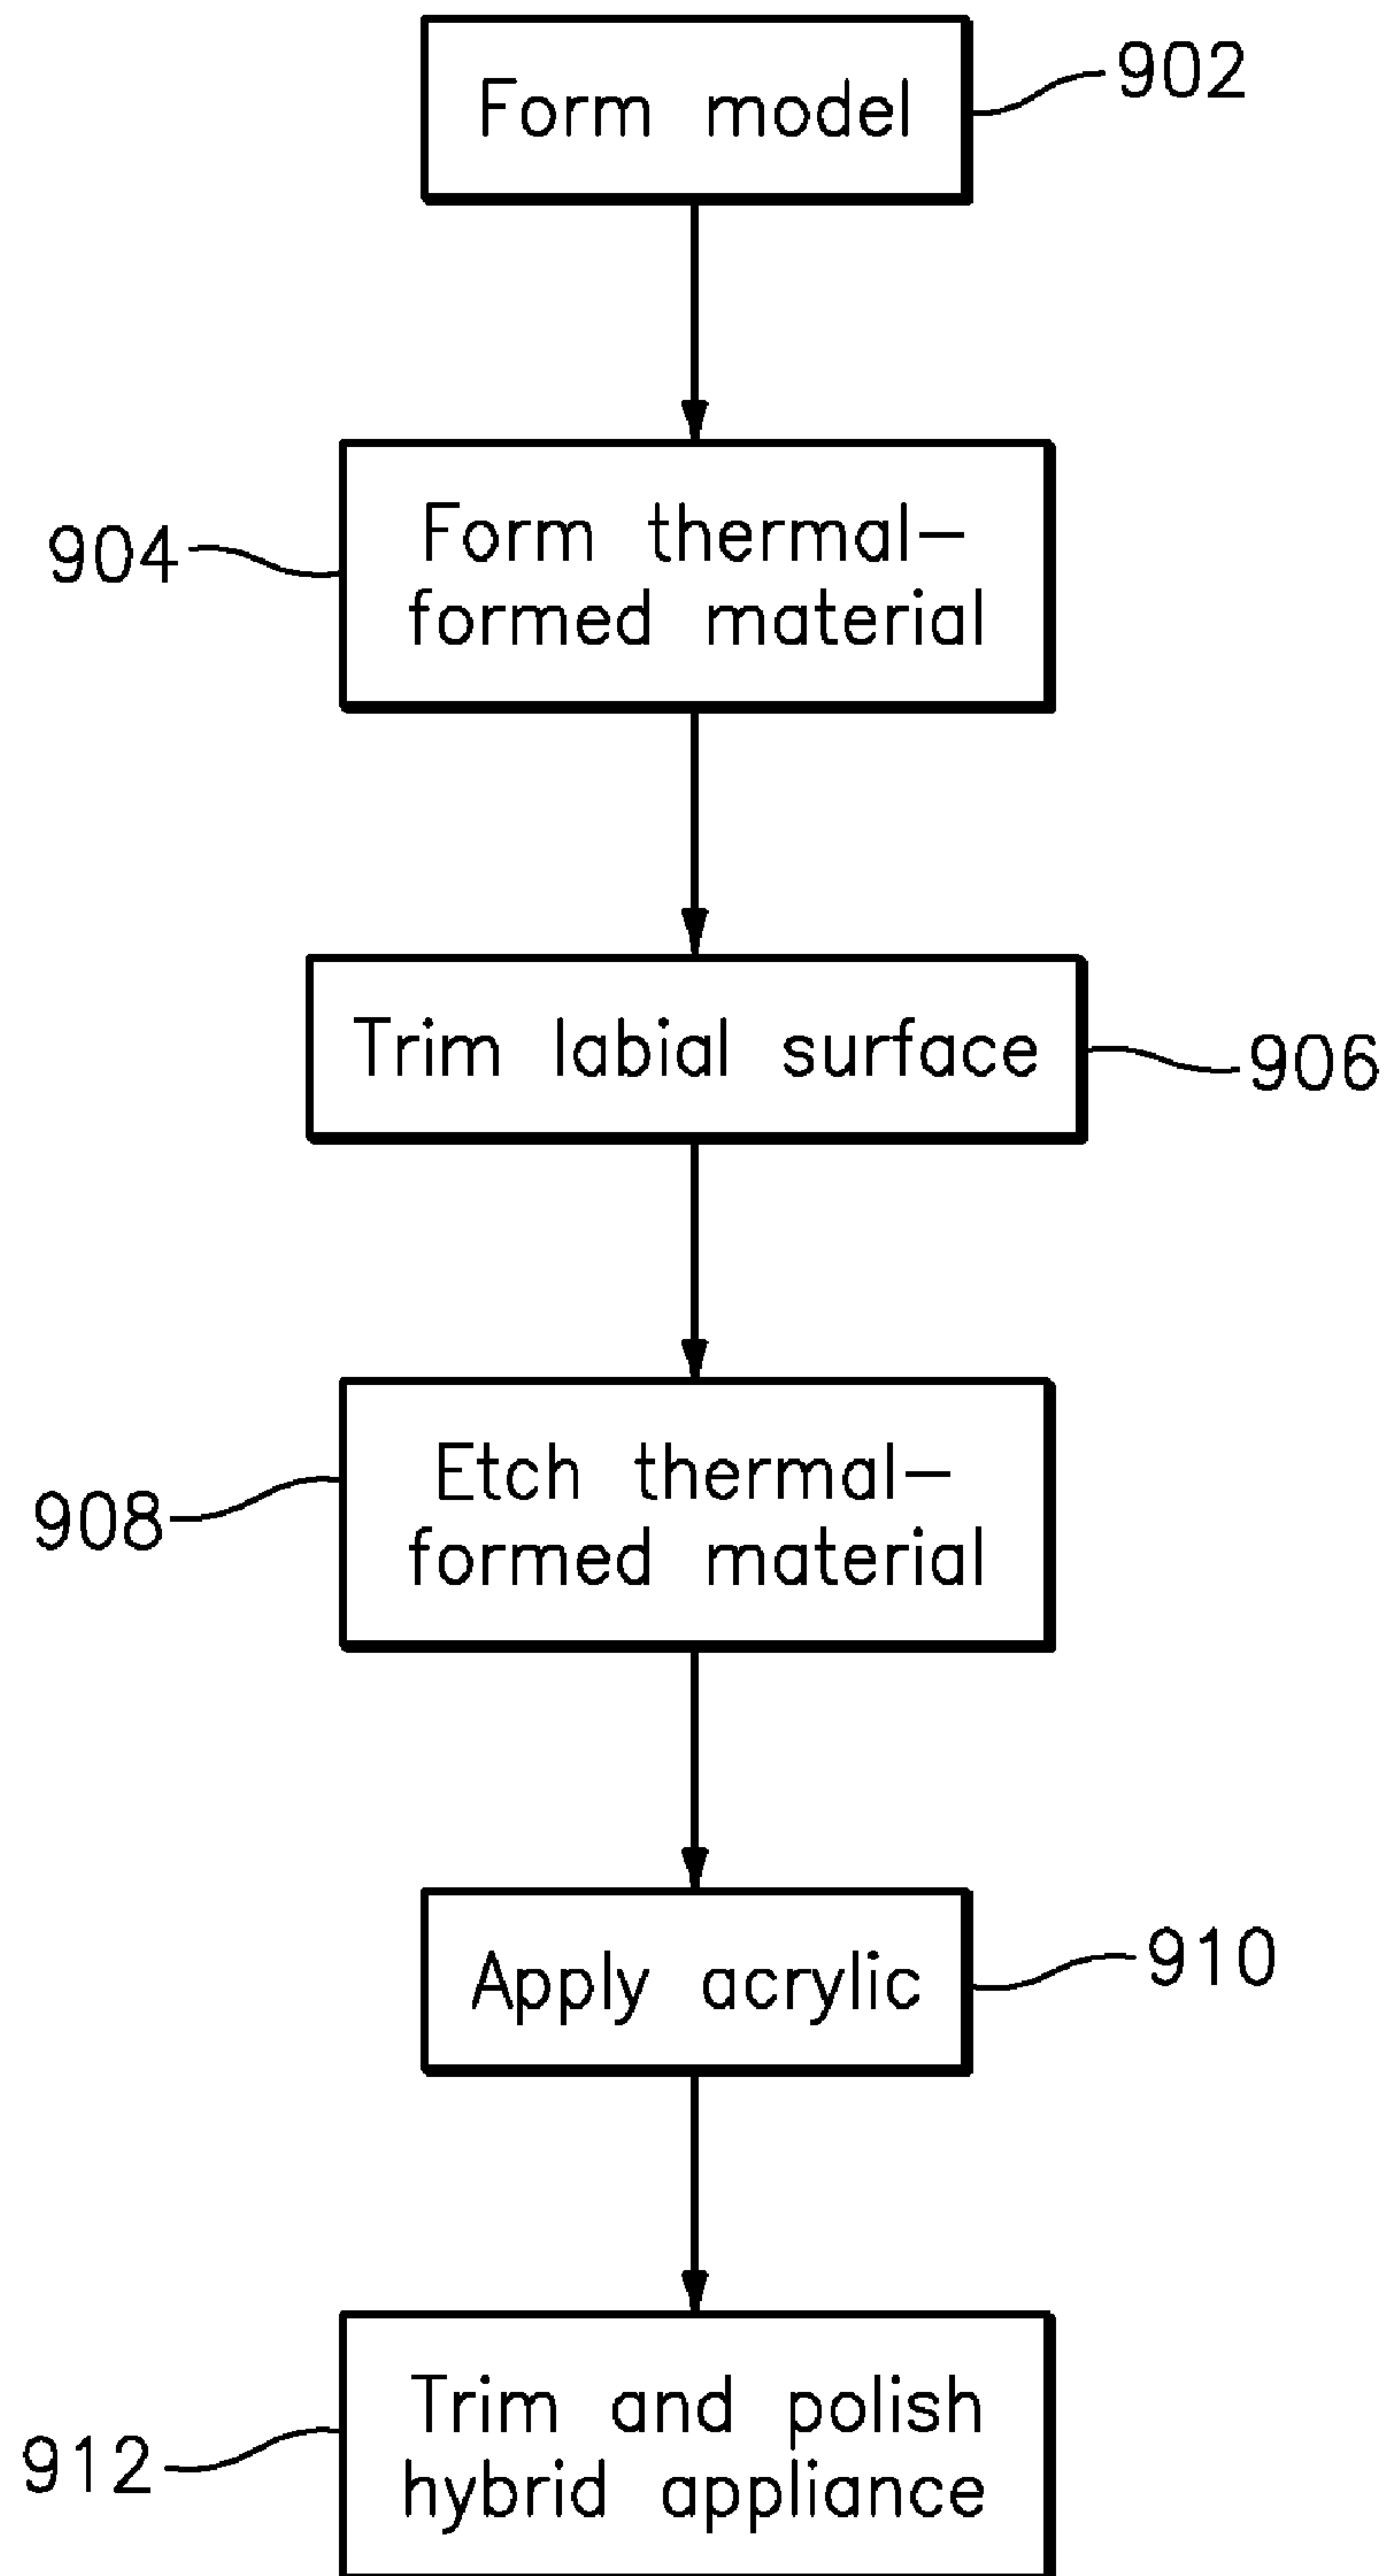 Form model
902
904
Form thermal-
formed material
Trim labial surface
906
Etch thermal-
formed material
908
Apply acrylic
910
Trim and polish
hybrid appliance
912